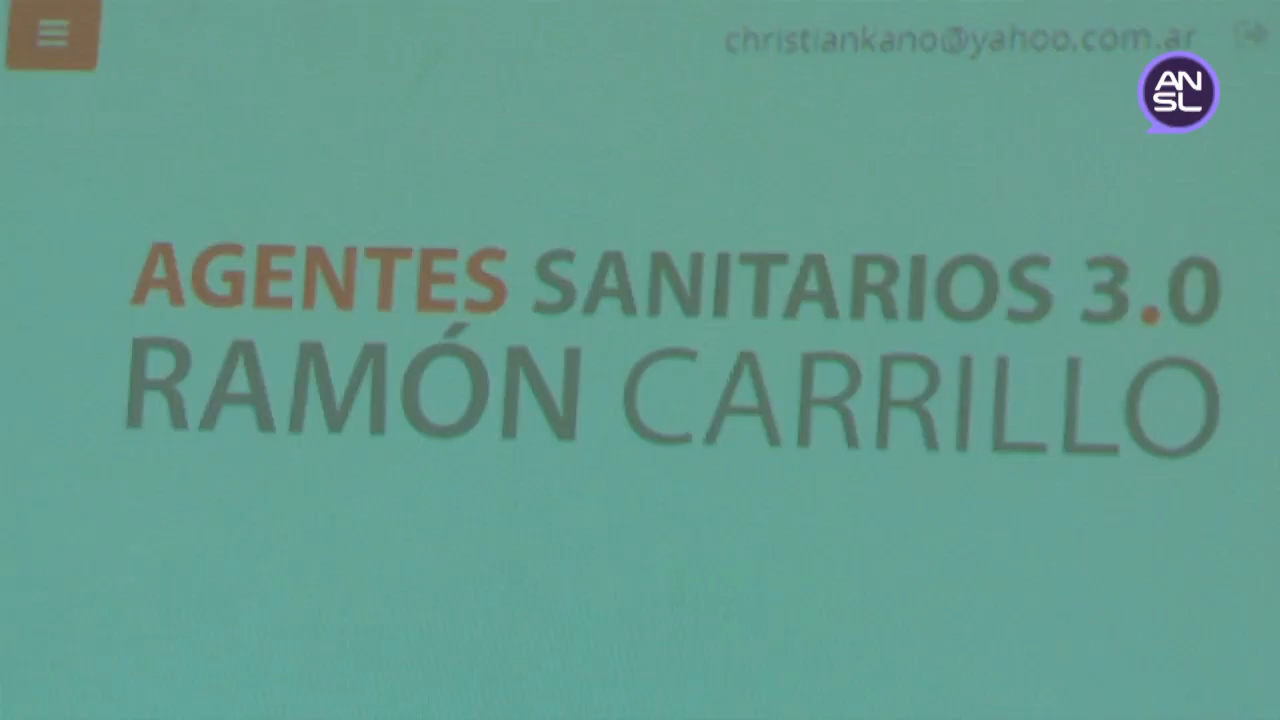 christiankano@yahoo.com.ar
AN
SL
AGENTES SANITARIOS 3.0
RAMÓN CARRILLO